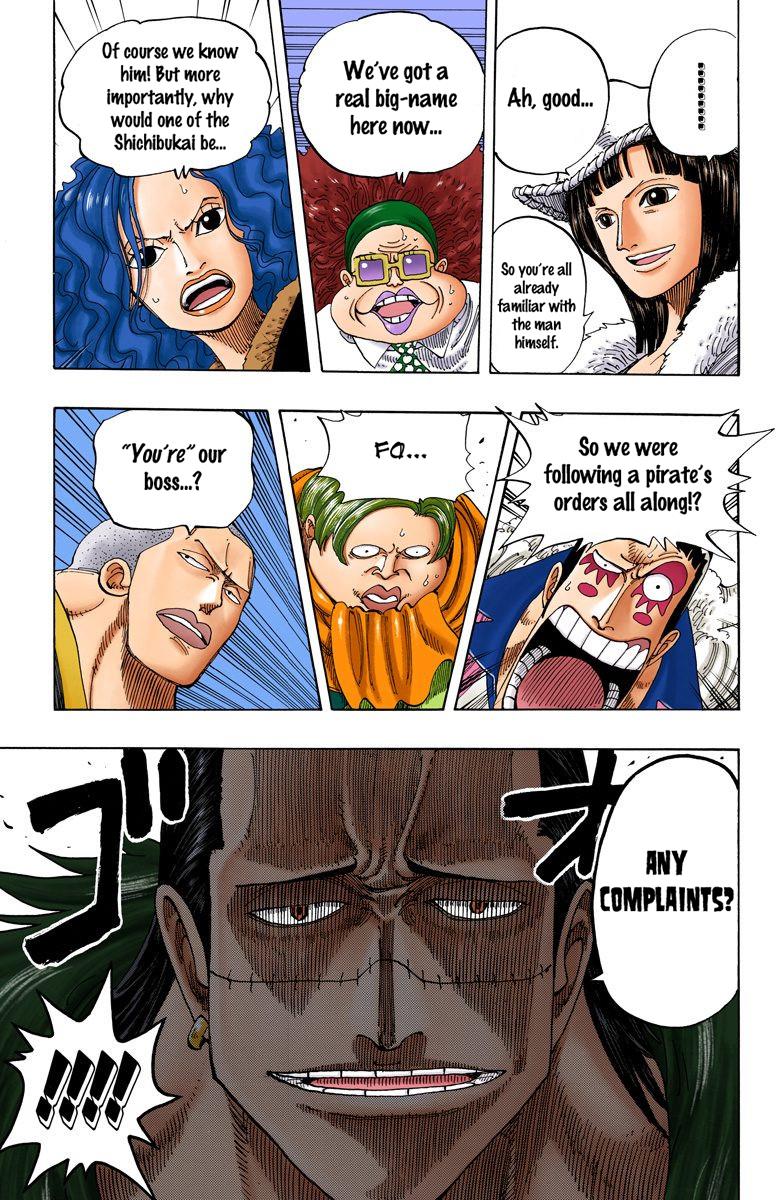 !!!!!!!!!
Ah, good...
So you're all
already
familiar with
the man
himself.
We've got a
real big-name
here now...
Of course we know
him! But more
importantly, why
would one of the
Shichibukai be...
So we were
following a pirate's
orders all along!?
FO...
"You're" our
boss...?
ANY
COMPLAINTS?
ゴオ
!!!!